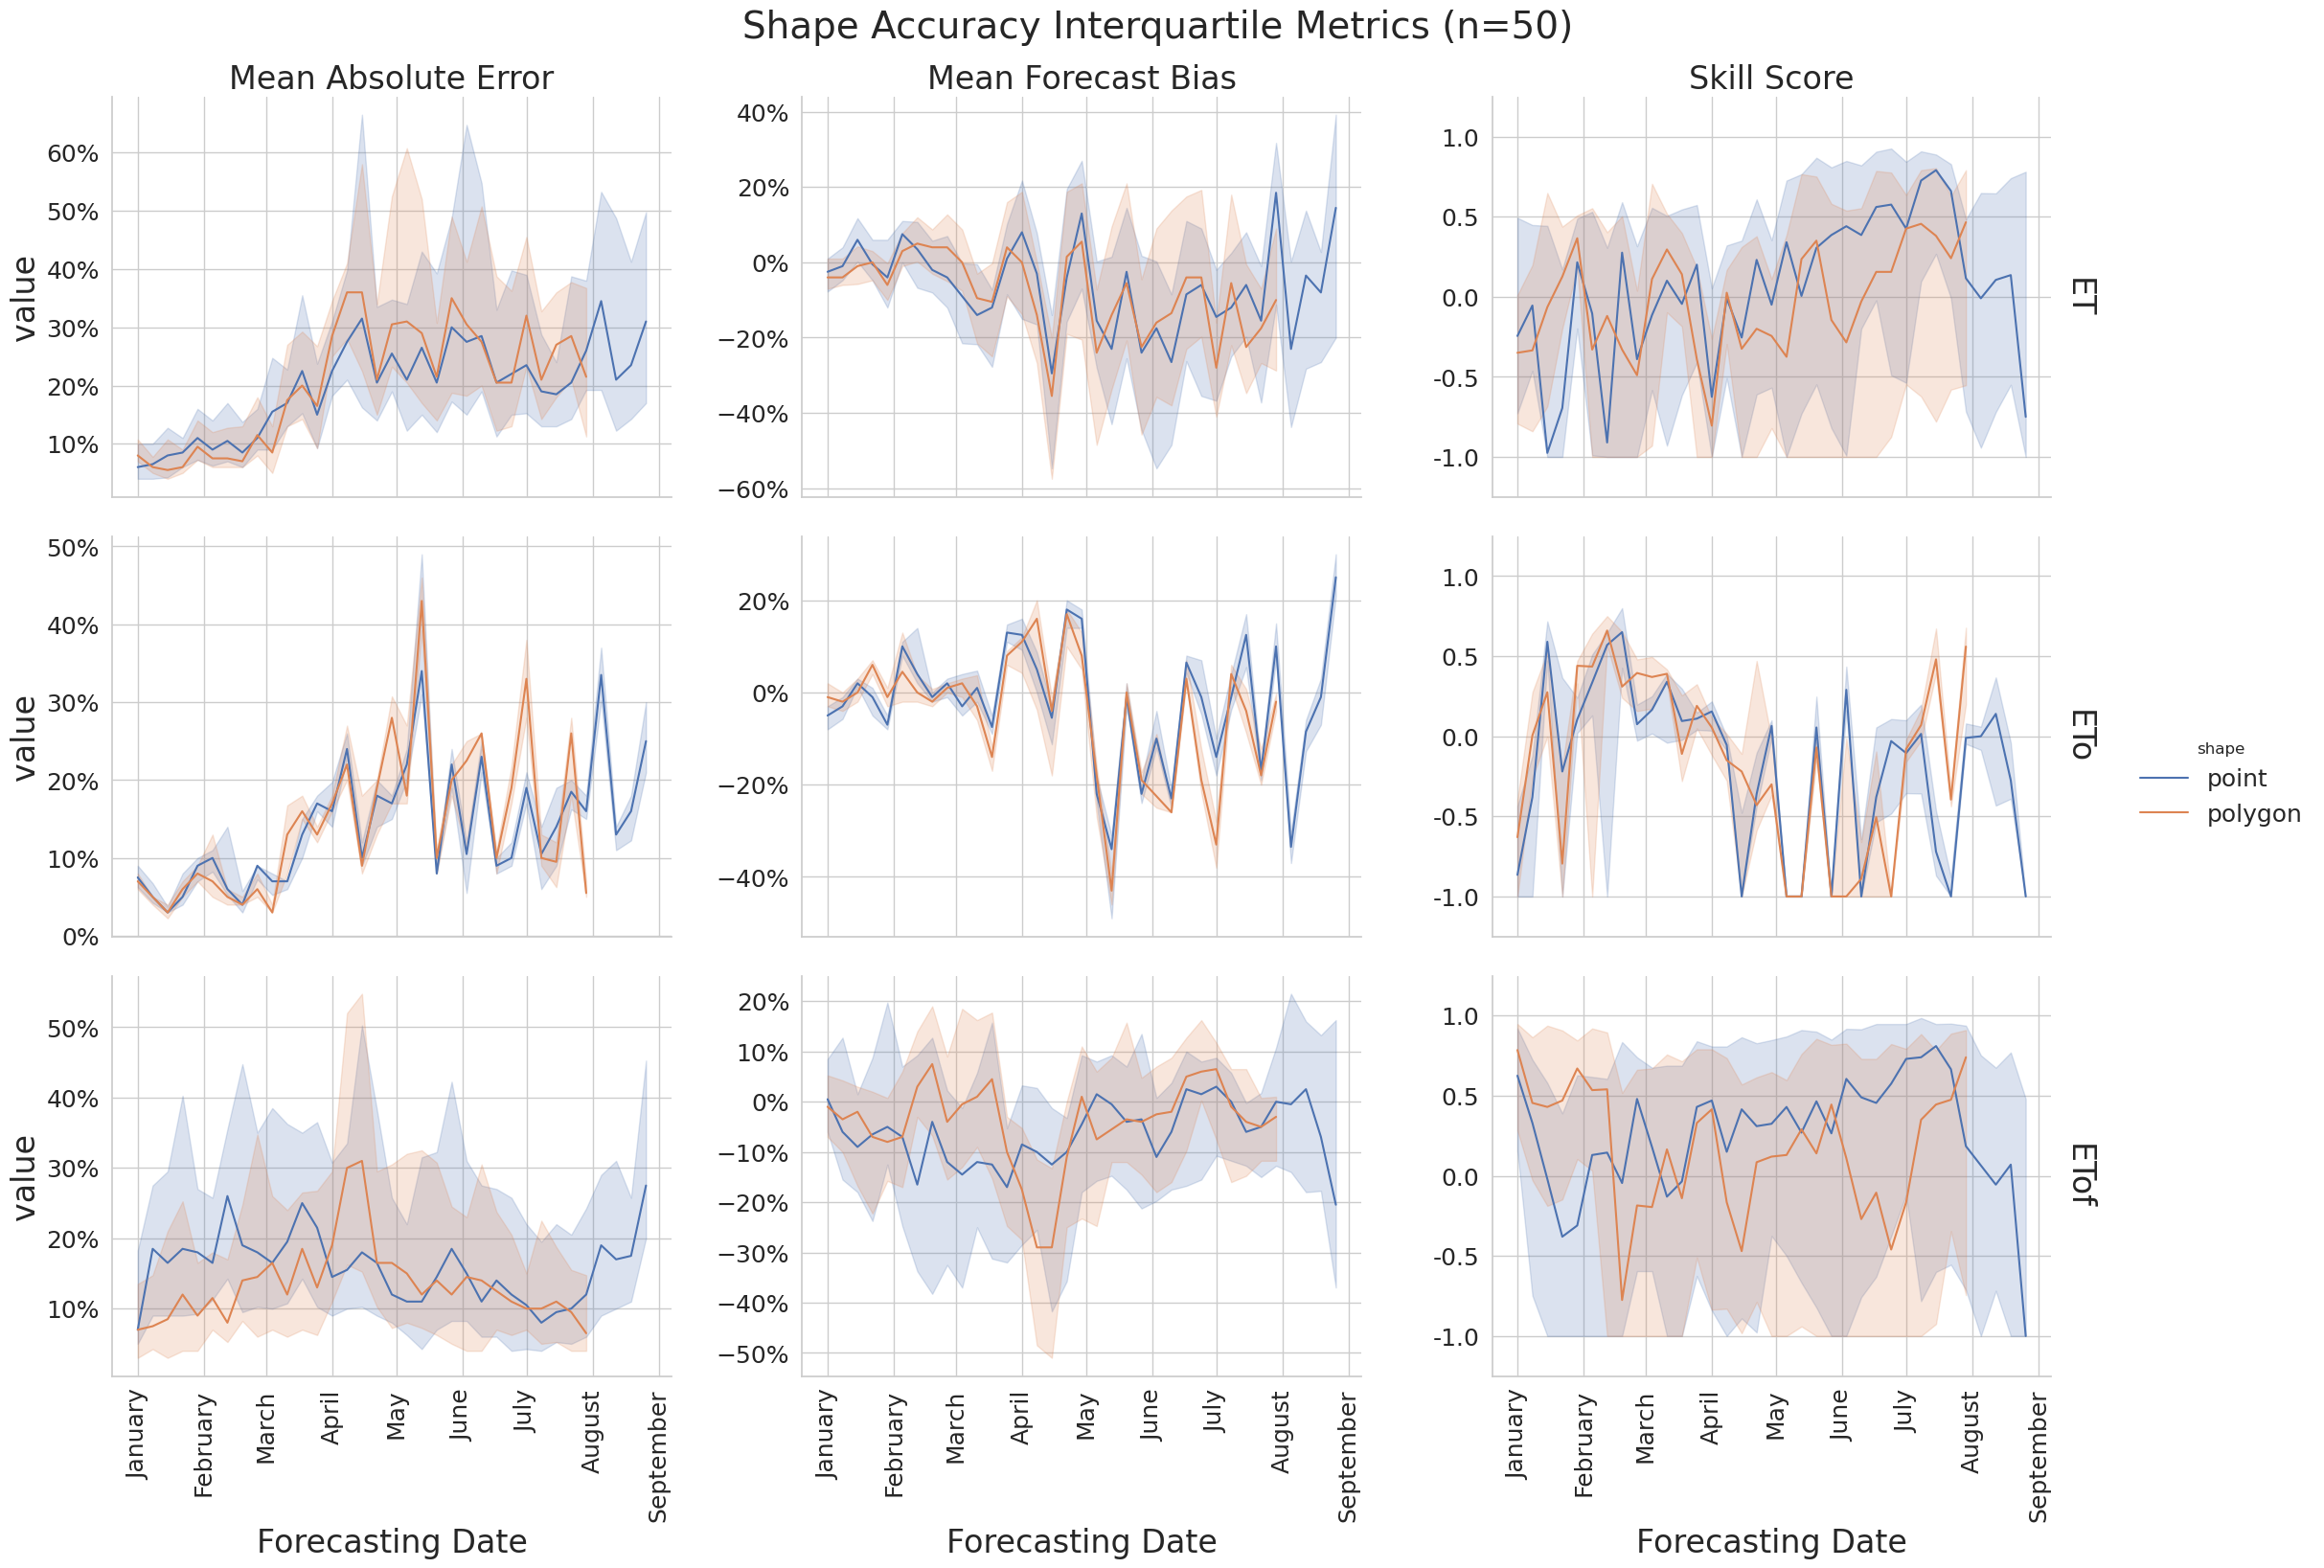 Shape Accuracy Interquartile Metrics (n=50)
Mean Absolute Error
Mean Forecast Bias
Skill Score
value
60%
50%
40%
30%
20%
10%
40%
20%
0%
−20%
−40%
−60%
1.0
0.5
0.0
-0.5
-1.0
ET
value
50%
40%
30%
20%
10%
0%
20%
0%
−20%
−40%
1.0
0.5
0.0
-0.5
-1.0
ETo
shape
point
polygon
value
50%
40%
30%
20%
10%
20%
10%
0%
−10%
−20%
−30%
−40%
−50%
1.0
0.5
0.0
-0.5
-1.0
ETof
January
February
March
April
May
June
July
August
September
January
February
March
April
May
June
July
August
September
January
February
March
April
May
June
July
August
September
Forecasting Date
Forecasting Date
Forecasting Date